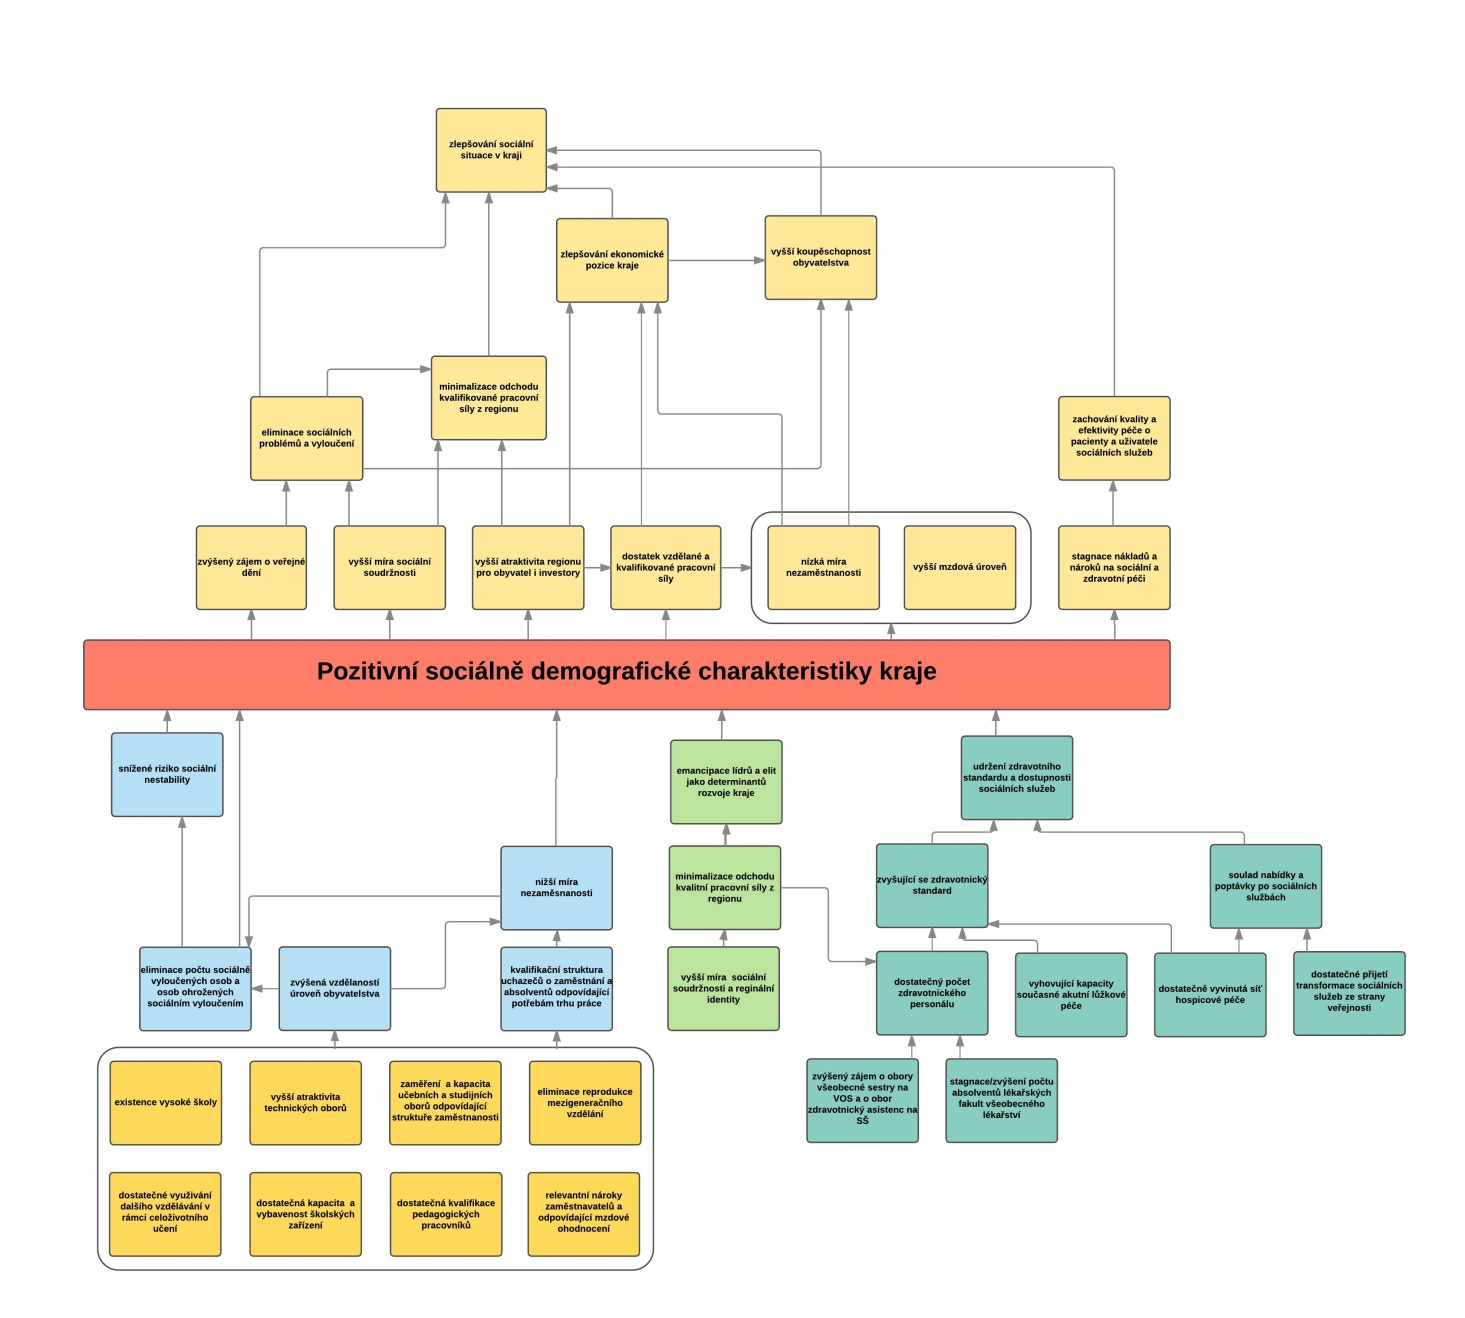 zlepšování sociální
situace v kraji
zlepšování ekonomické
pozice kraje
vyšší koupěschopnost
obyvatelstva
minimalizace odchodu
kvalifikované pracovní
síly z regionu
eliminace sociálních
problémů a vyloučení
zachování kvality a
efektivity péče o
pacienty a uživatele
sociálních služeb
zvýšený zájem o veřejné
dění
vyšší míra sociální
soudržnosti
vyšší atraktivita regionu
pro obyvatel i investory
dostatek vzdělané a
kvalifikované pracovní
síly
nízká míra
nezaměstnanosti
vyšší mzdová úroveň
stagnace nákladů a
nároků na sociální a
zdravotní péči
Pozitivní sociálně demografické charakteristiky kraje
snížené riziko sociální
nestability
emancipace lídrů a elit
jako determinantů
rozvoje kraje
udržení zdravotního
standardu a dostupnosti
sociálních služeb
nižší míra
nezaměsnanosti
minimalizace odchodu
kvalitní pracovní síly z
regionu
zvyšující se zdravotnický
standard
soulad nabídky a
poptávky po sociálních
službách
eliminace počtu sociálně
vyloučených osob a
osob ohrožených
sociálním vyloučením
zvýšená vzdělaností
úroveň obyvatelstva
kvalifikační struktura
uchazečů o zaměstnání a
absolventů odpovídající
potřebám trhu práce
vyšší míra  sociální
soudržnosti a reginální
identity
dostatečný počet
zdravotnického
personálu
vyhovující kapacity
současné akutní lůžkové
péče
dostatečně vyvinutá síť
hospicové péče
dostatečné přijetí
transformace sociálních
služeb ze strany
veřejnosti
zvýšený zájem o obory
všeobecné sestry na
VOS a o obor
zdravotnický asistenc na
SŠ
stagnace/zvýšení počtu
absolventů lékařských
fakult všeobecného
lékařství
existence vysoké školy
vyšší atraktivita
technických oborů
zaměření  a kapacita
učebních a studijních
oborů odpovídající
struktuře zaměstnanosti
eliminace reprodukce
mezigeneračního
vzdělání
dostatečné využivání
dalšího vzdělávání v
rámci celoživotního
učení
dostatečná kapacita  a
vybavenost školských
zařízení
dostatečná kvalifikace
pedagogických
pracovníků
relevantní nároky
zaměstnavatelů a
odpovídající mzdové
ohodnocení